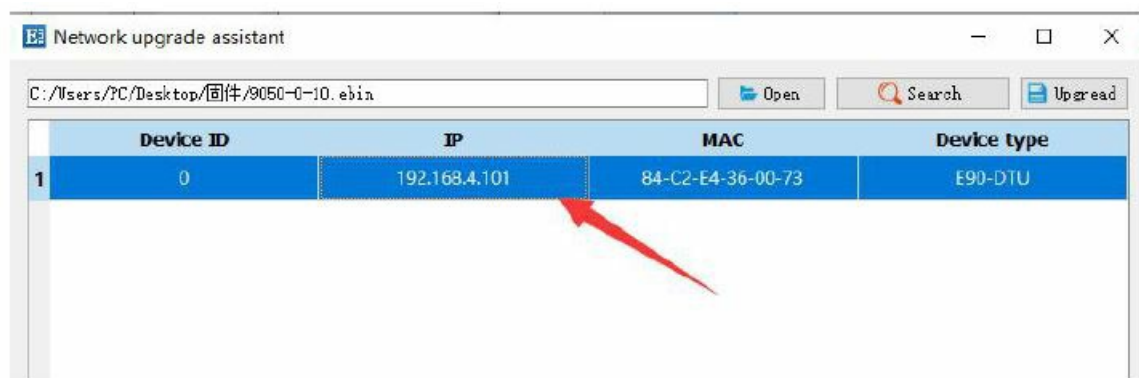 Network upgrade assistant
C:/Users/PC/Desktop/固件/9050-0-10.ebin Open Search Upgread
Device ID IP MAC Device type
1 0 192.168.4.101 84-C2-E4-36-00-73 E90-DTU